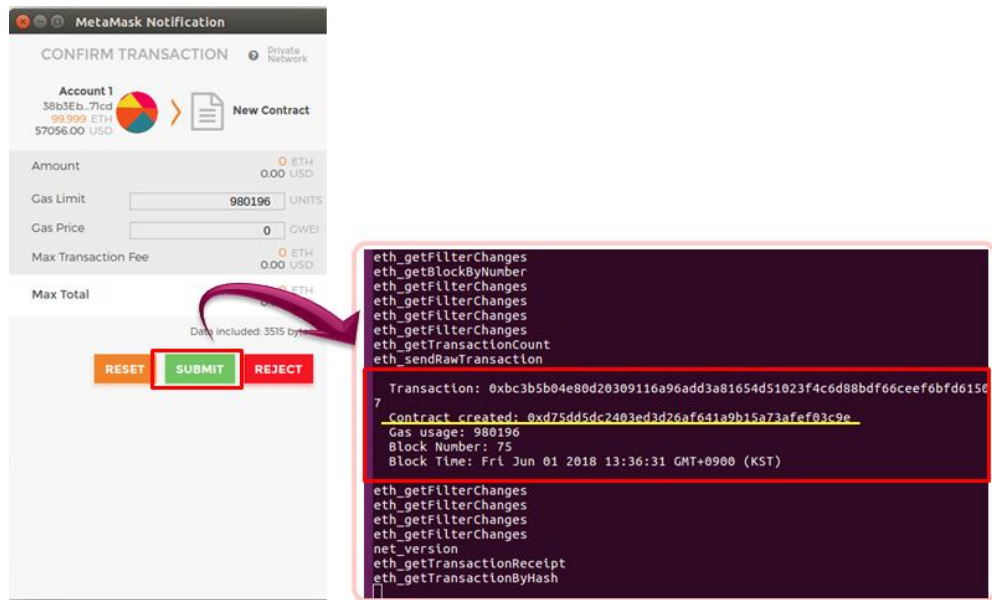 MetaMask Notification
CONFIRM TRANSACTION
Private
Network
Account 1
38b3Eb...71cd
99.999 ETH
57056.00 USD
New Contract
Amount
0 ETH
0.00 USD
Gas Limit
980196 UNITS
Gas Price
0 GWEI
Max Transaction Fee
0 ETH
0.00 USD
Max Total
ETH
Data included: 3515
RESET SUBMIT REJECT
eth_getFilterChanges
eth_getBlockByNumber
eth_getFilterChanges
eth_getFilterChanges
eth_getFilterChanges
eth_getFilterChanges
eth_getTransactionCount
eth_sendRawTransaction
Transaction: 0xbc3b5b04e80d20309116a96add3a81654d51023f4c6d88bdf66ceef6bfd6150
7
Contract created: 0xd75dd5dc2403ed3d26af641a9b15a73afef03c9e
Gas usage: 980196
Block Number: 75
Block Time: Fri Jun 01 2018 13:36:31 GMT+0900 (KST)
eth_getFilterChanges
eth_getFilterChanges
eth_getFilterChanges
eth_getFilterChanges
net_version
eth_getTransactionReceipt
eth_getTransactionByHash